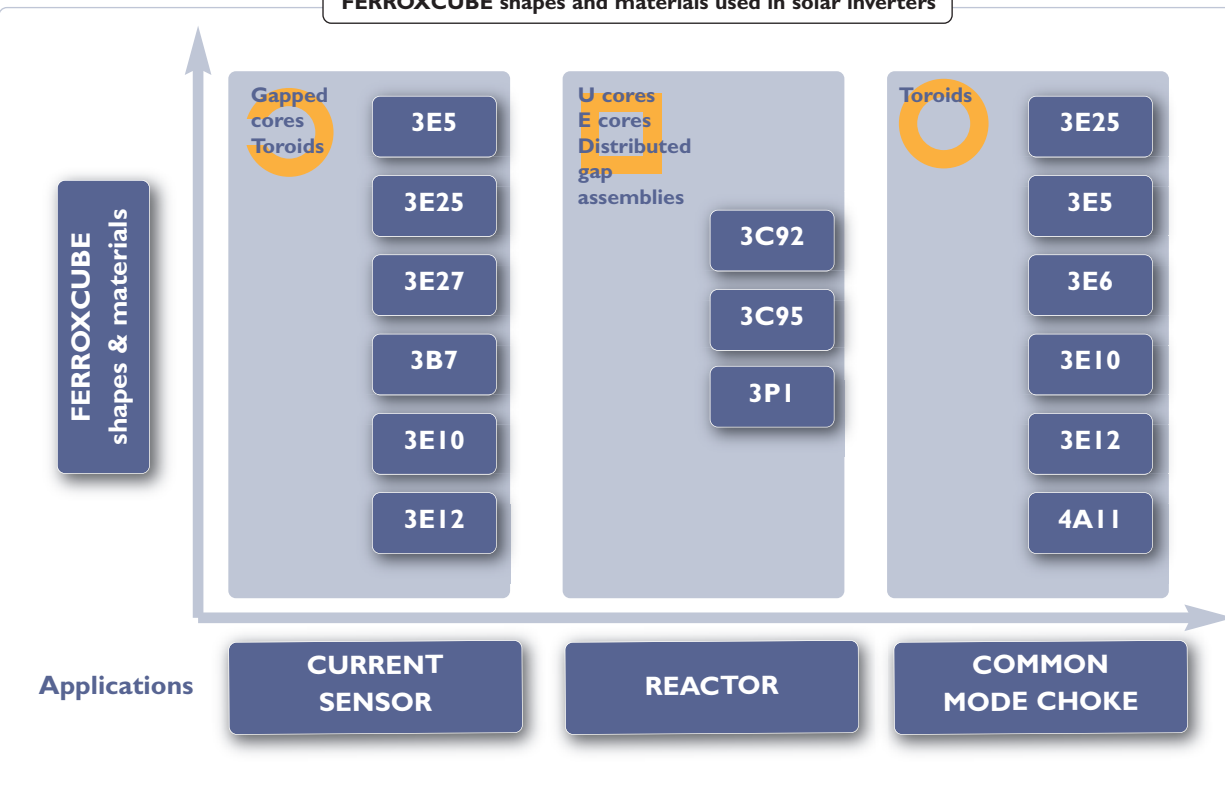 FERROXCUBE shapes and materials used in solar inverters
FERROXCUBE
shapes & materials
Gapped
cores
Toroids
3E5
3E25
3E27
3B7
3E10
3E12
U cores
E cores
Distributed
gap
assemblies
3C92
3C95
3P1
Toroids
3E25
3E5
3E6
3E10
3E12
4A11
Applications
CURRENT
SENSOR
REACTOR
COMMON
MODE CHOKE